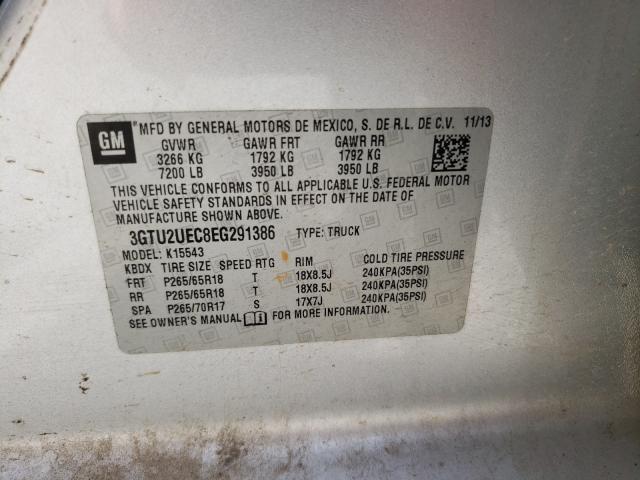 GM
MFD BY GENERAL MOTORS DE MEXICO, S. DE R.L. DE C.V. 11/13
GVWR GAWR FRT GAWR RR
3266 KG 1792 KG 1792 KG
7200 LB 3950 LB 3950 LB
THIS VEHICLE CONFORMS TO ALL APPLICABLE U.S. FEDERAL MOTOR
VEHICLE SAFETY STANDARDS IN EFFECT ON THE DATE OF
MANUFACTURE SHOWN ABOVE.
3GTU2UEC8EG291386 TYPE: TRUCK
MODEL: K15543
KBDX TIRE SIZE SPEED RTG RIM COLD TIRE PRESSURE
FRT P265/65R18 T 18X8.5J 240KPA(35PSI)
RR P265/65R18 T 18X8.5J 240KPA(35PSI)
SPA P265/70R17 S 17X7J 240KPA(35PSI)
SEE OWNER'S MANUAL FOR MORE INFORMATION.